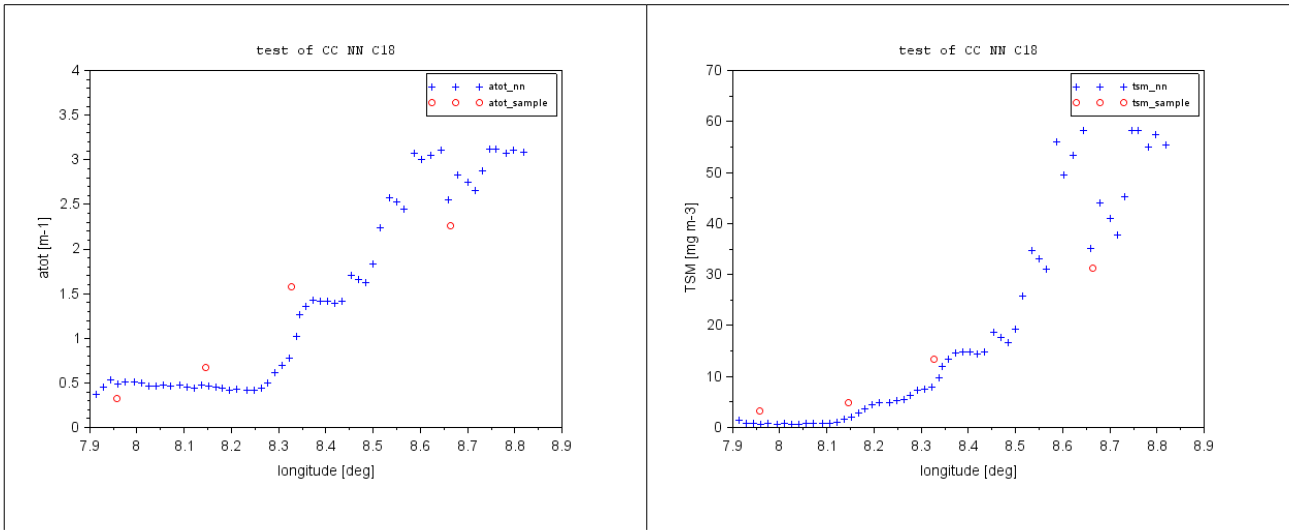 test of CC NN C18
atot_nn
atot_sample
4
3.5
3
2.5
2
1.5
1
0.5
0
atot [m-1]
7.9 8 8.1 8.2 8.3 8.4 8.5 8.6 8.7 8.8 8.9
longitude [deg]
test of CC NN C18
tsm_nn
tsm_sample
70
60
50
40
30
20
10
0
TSM [mg m-3]
7.9 8 8.1 8.2 8.3 8.4 8.5 8.6 8.7 8.8 8.9
longitude [deg]